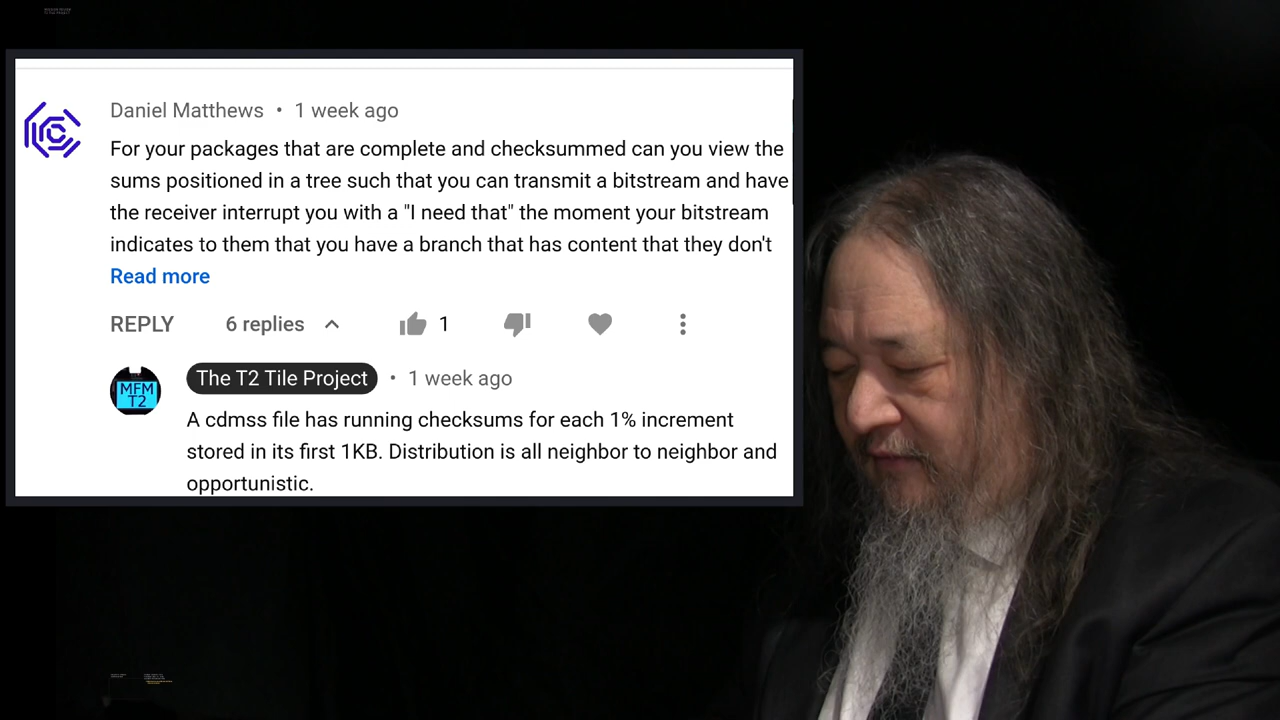 Daniel Matthews • 1 week ago
For your packages that are complete and checksummed can you view the
sums positioned in a tree such that you can transmit a bitstream and have
the receiver interrupt you with a "I need that" the moment your bitstream
indicates to them that you have a branch that has content that they don't
Read more
REPLY 6 replies 1
MFM
T2
The T2 Tile Project • 1 week ago
A cdmss file has running checksums for each 1% increment
stored in its first 1KB. Distribution is all neighbor to neighbor and
opportunistic.